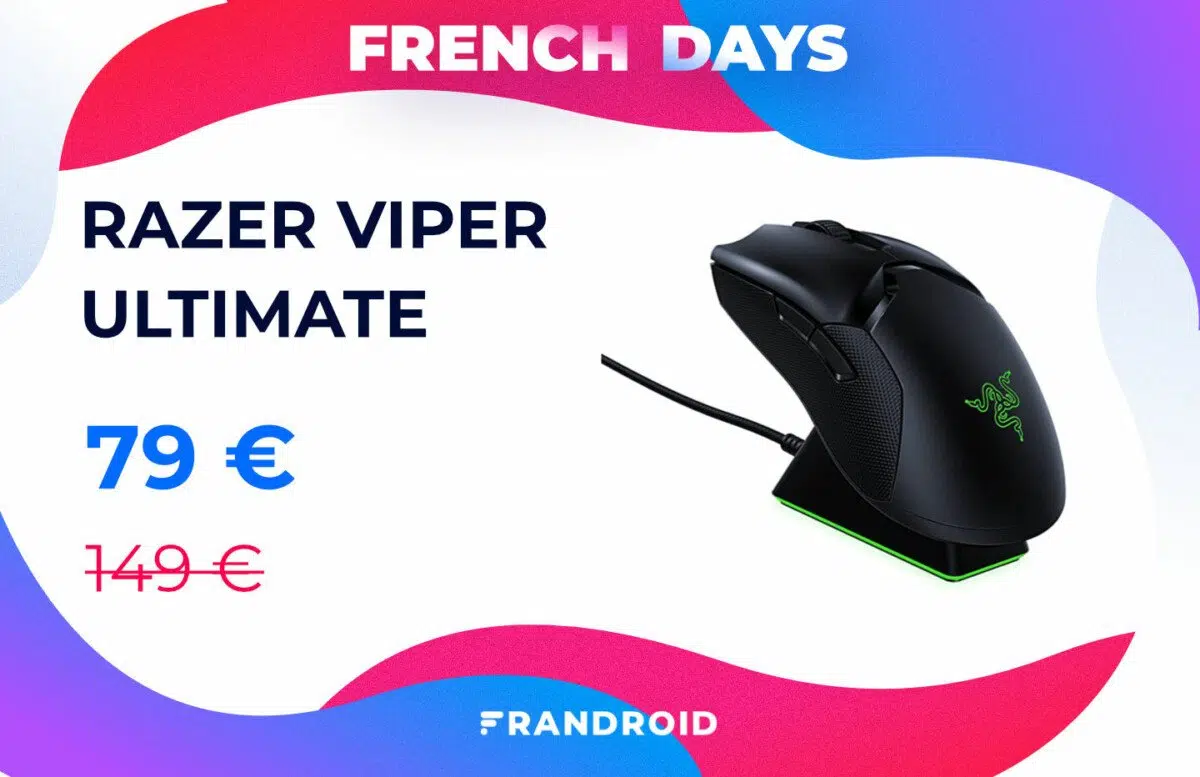 FRENCH DAYS
RAZER VIPER
ULTIMATE
79 €
149 €
FRANDROID